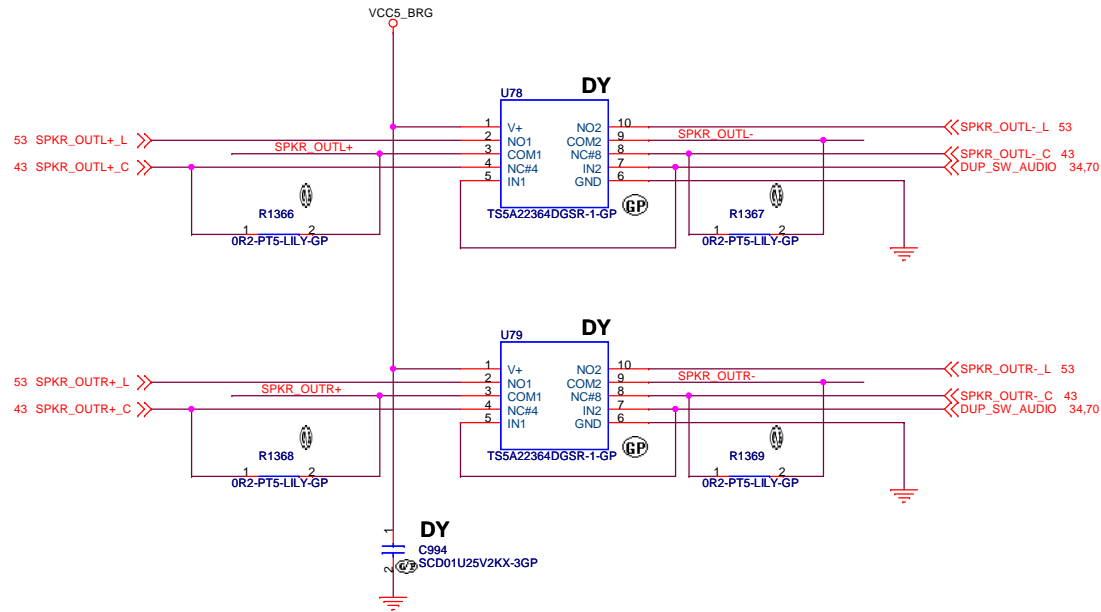 VCC5_BRG
DY
U78
53 SPKR_OUTL+_L
SPKR_OUTL+
43 SPKR_OUTL+_C
1 V+
2 NO1
3 COM1
4 NC#4
5 IN1
NO2 10
COM2 9
NC#8 8
IN2 7
GND 6
SPKR_OUTL-_L 53
SPKR_OUTL-
SPKR_OUTL-_C 43
DUP_SW_AUDIO 34,70
TS5A22364DGSR-1-GP
GP
R1366
1 2
0R2-PT5-LILY-GP
R1367
1 2
0R2-PT5-LILY-GP
DY
U79
53 SPKR_OUTR+_L
SPKR_OUTR+
43 SPKR_OUTR+_C
1 V+
2 NO1
3 COM1
4 NC#4
5 IN1
NO2 10
COM2 9
NC#8 8
IN2 7
GND 6
SPKR_OUTR-_L 53
SPKR_OUTR-
SPKR_OUTR-_C 43
DUP_SW_AUDIO 34,70
TS5A22364DGSR-1-GP
GP
R1368
1 2
0R2-PT5-LILY-GP
R1369
1 2
0R2-PT5-LILY-GP
DY
1
C994
2
SCD01U25V2KX-3GP